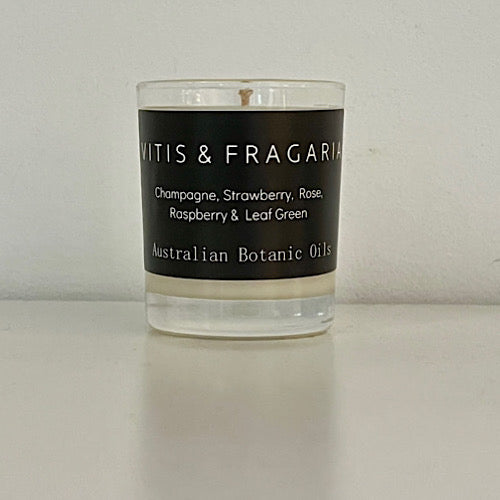 VITIS & FRAGARIA
Champagne, Strawberry, Rose,
Raspberry & Leaf Green
Australian Botanic Oils